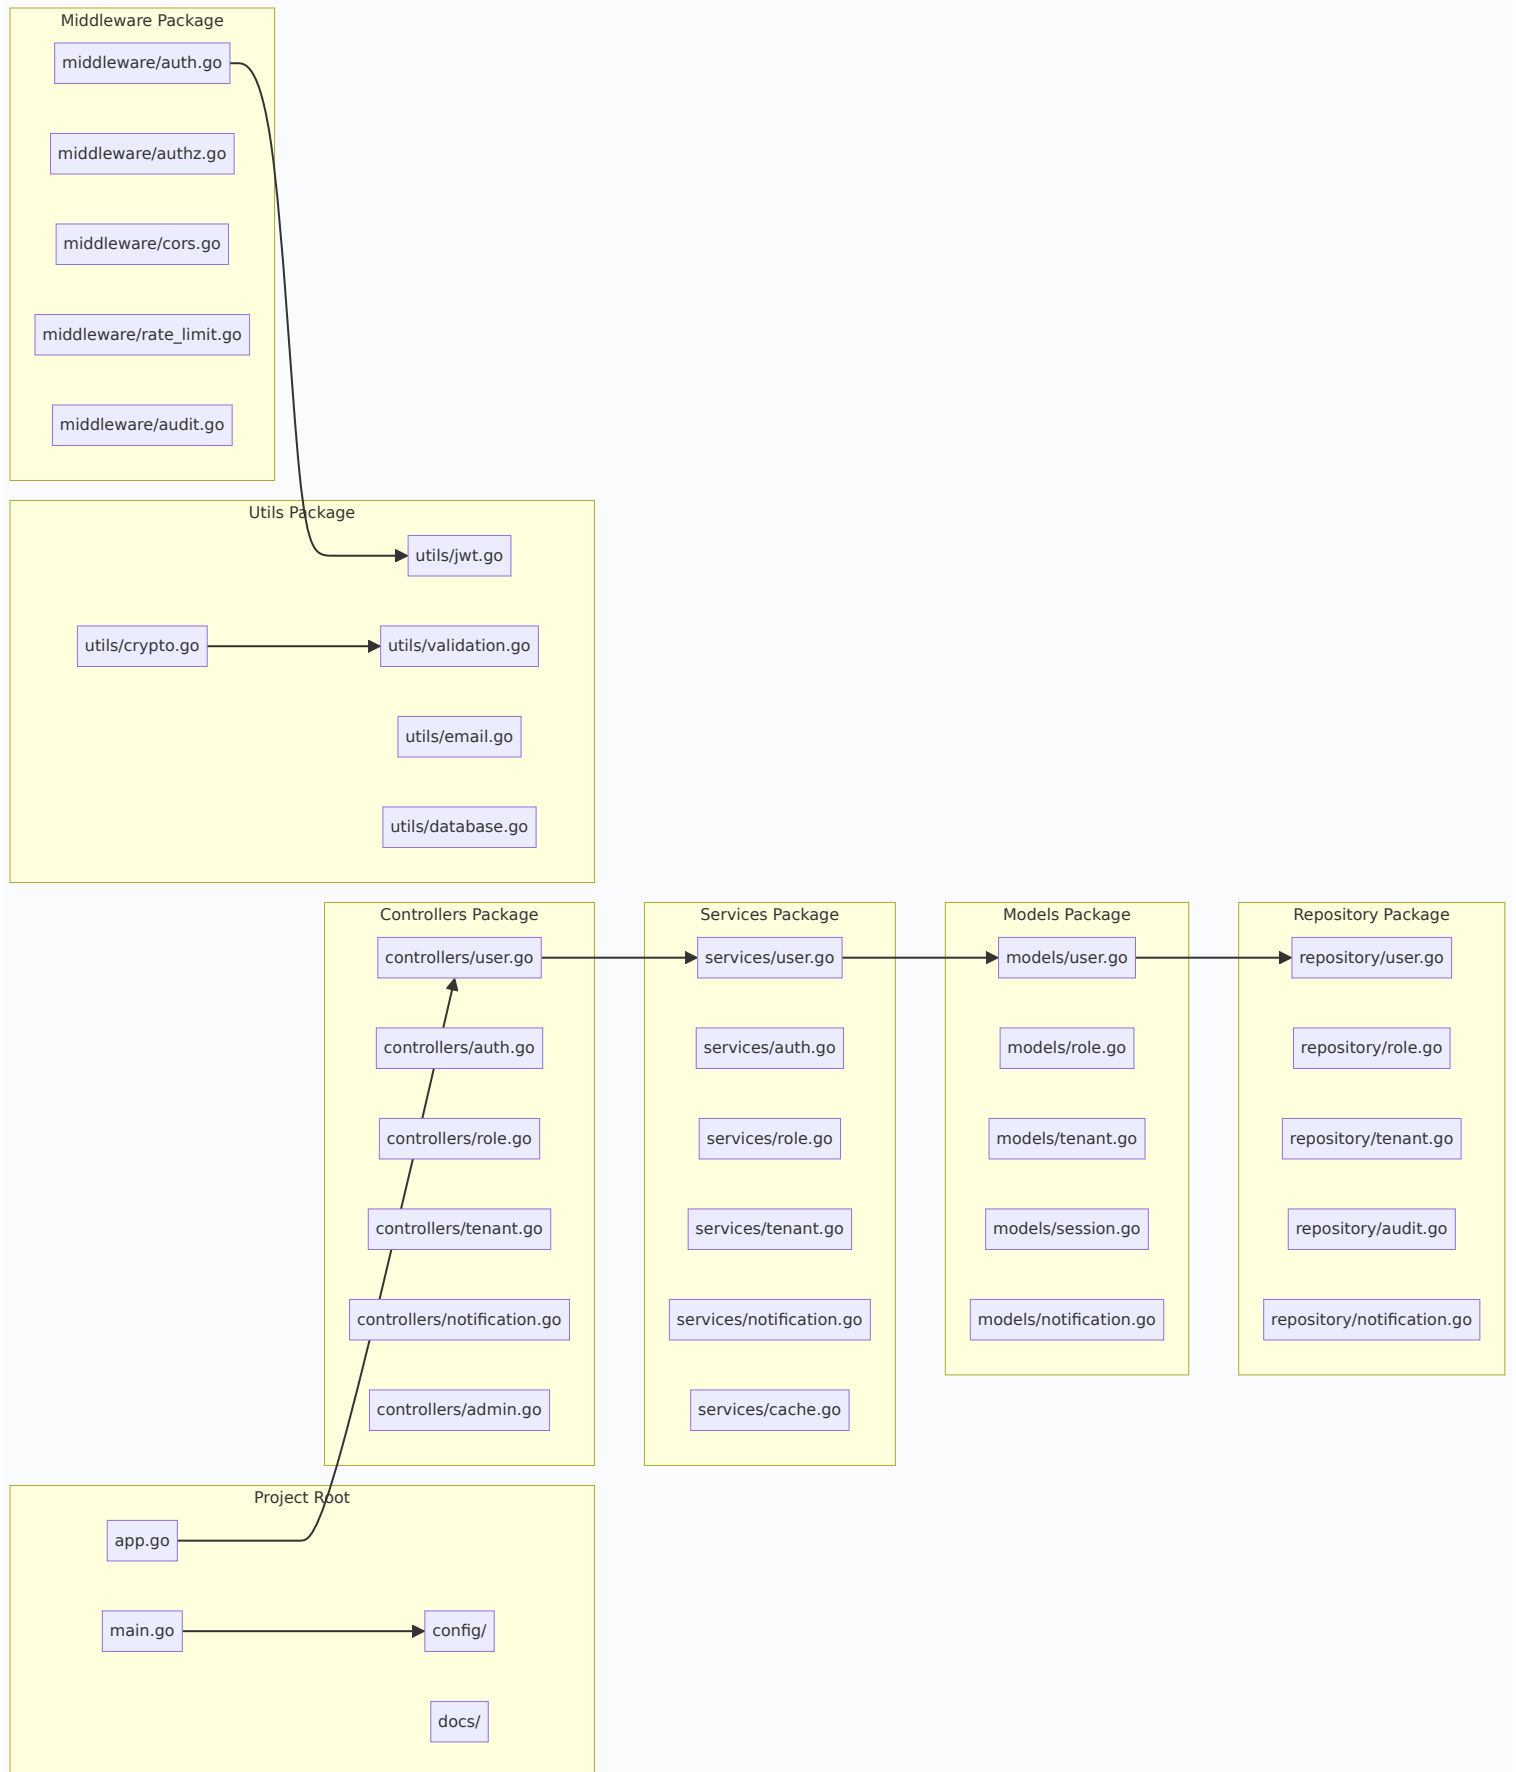 Middleware Package
middleware/auth.go
middleware/authz.go
middleware/cors.go
middleware/rate_limit.go
middleware/audit.go
Utils Package
utils/jwt.go
utils/crypto.go
utils/validation.go
utils/email.go
utils/database.go
Controllers Package
controllers/user.go
controllers/auth.go
controllers/role.go
controllers/tenant.go
controllers/notification.go
controllers/admin.go
Services Package
services/user.go
services/auth.go
services/role.go
services/tenant.go
services/notification.go
services/cache.go
Models Package
models/user.go
models/role.go
models/tenant.go
models/session.go
models/notification.go
Repository Package
repository/user.go
repository/role.go
repository/tenant.go
repository/audit.go
repository/notification.go
Project Root
app.go
main.go
config/
docs/